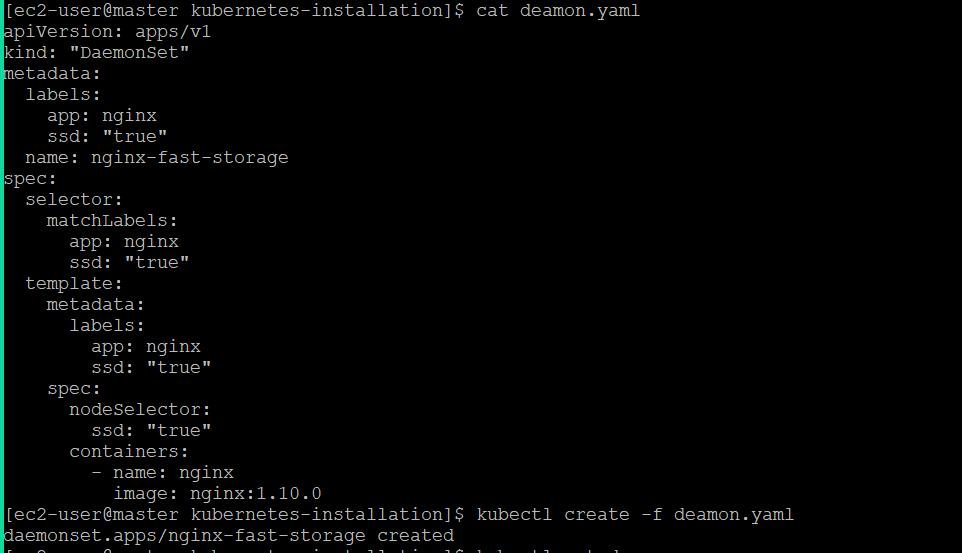 [ec2-user@master kubernetes-installation]$ cat deamon.yaml
apiVersion: apps/v1
kind: "DaemonSet"
metadata:
  labels:
    app: nginx
    ssd: "true"
  name: nginx-fast-storage
spec:
  selector:
    matchLabels:
      app: nginx
      ssd: "true"
  template:
    metadata:
      labels:
        app: nginx
        ssd: "true"
    spec:
      nodeSelector:
        ssd: "true"
      containers:
        - name: nginx
          image: nginx:1.10.0
[ec2-user@master kubernetes-installation]$ kubectl create -f deamon.yaml
daemonset.apps/nginx-fast-storage created